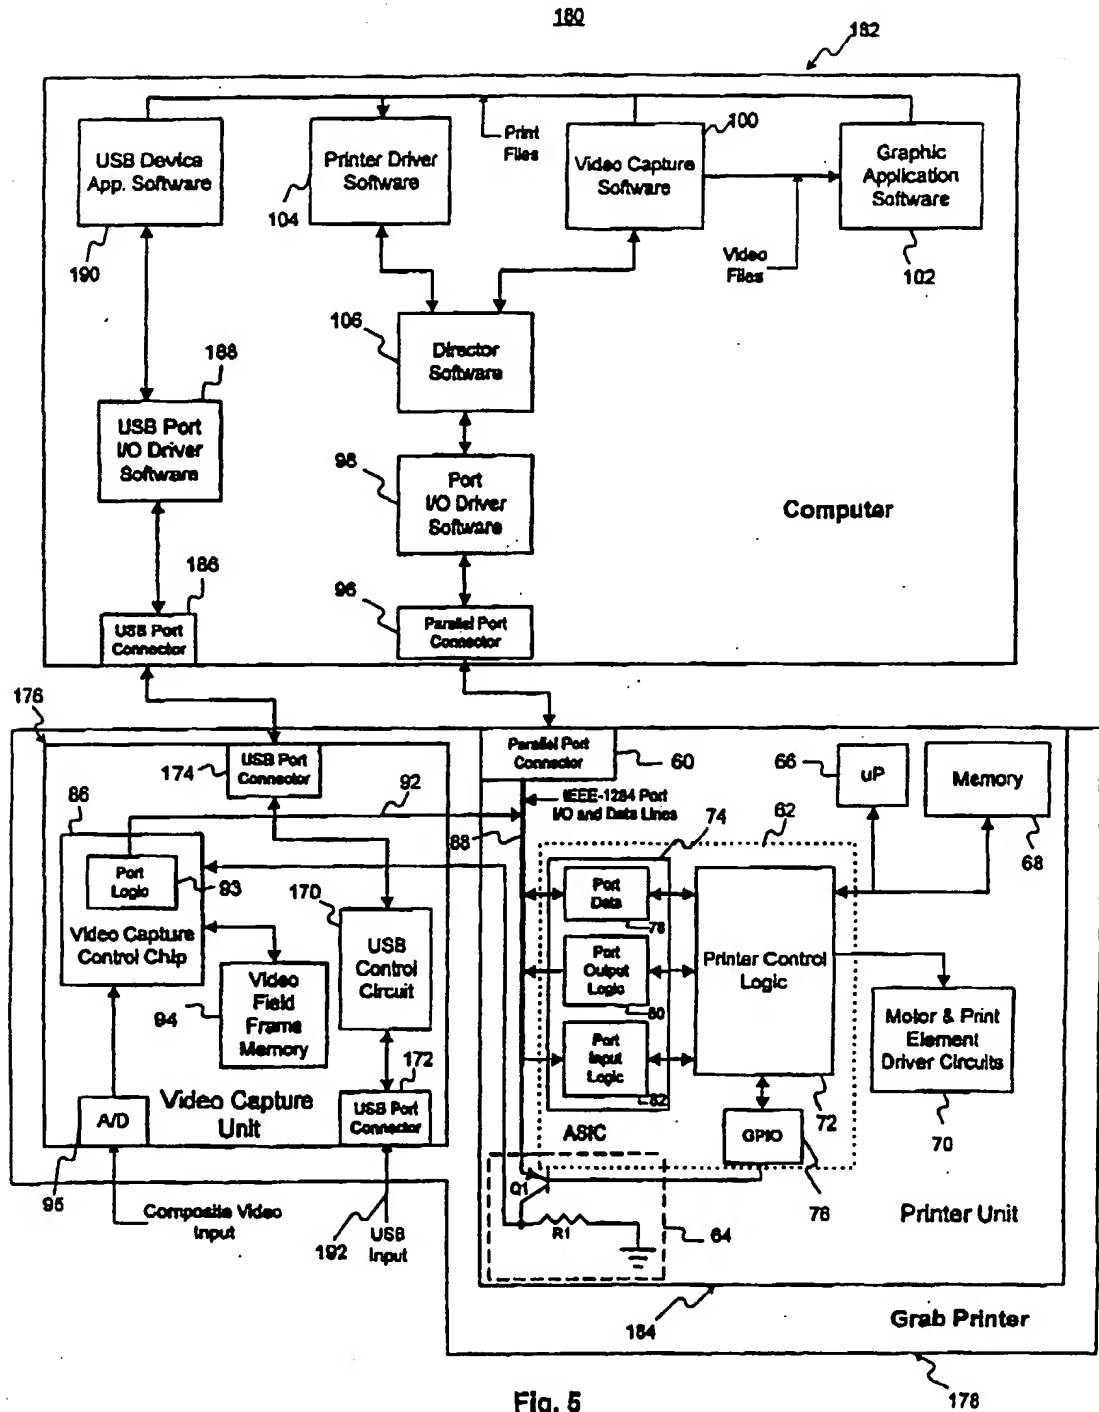 180
182
USB Device
App. Software
190
Printer Driver
Software
104
Print
Files
Video Capture
Software
100
Graphic
Application
Software
102
Video
Files
106
Director
Software
188
USB Port
I/O Driver
Software
98
Port
I/O Driver
Software
Computer
186
USB Port
Connector
96
Parallel Port
Connector
176
174
USB Port
Connector
Parallel Port
Connector
60
IEEE-1284 Port
I/O and Data Lines
88
92
86
Port
Logic
93
Video Capture
Control Chip
170
USB
Control
Circuit
94
Video
Field
Frame
Memory
172
USB Port
Connector
A/D
95
Video Capture
Unit
Composite Video
Input
192
USB
Input
66
uP
Memory
68
74
62
Port
Data
78
Port
Output
Logic
80
Port
Input
Logic
82
ASIC
Printer Control
Logic
72
GPIO
76
Motor & Print
Element
Driver Circuits
70
Q1
R1
64
Printer Unit
184
Grab Printer
178
Fig. 5